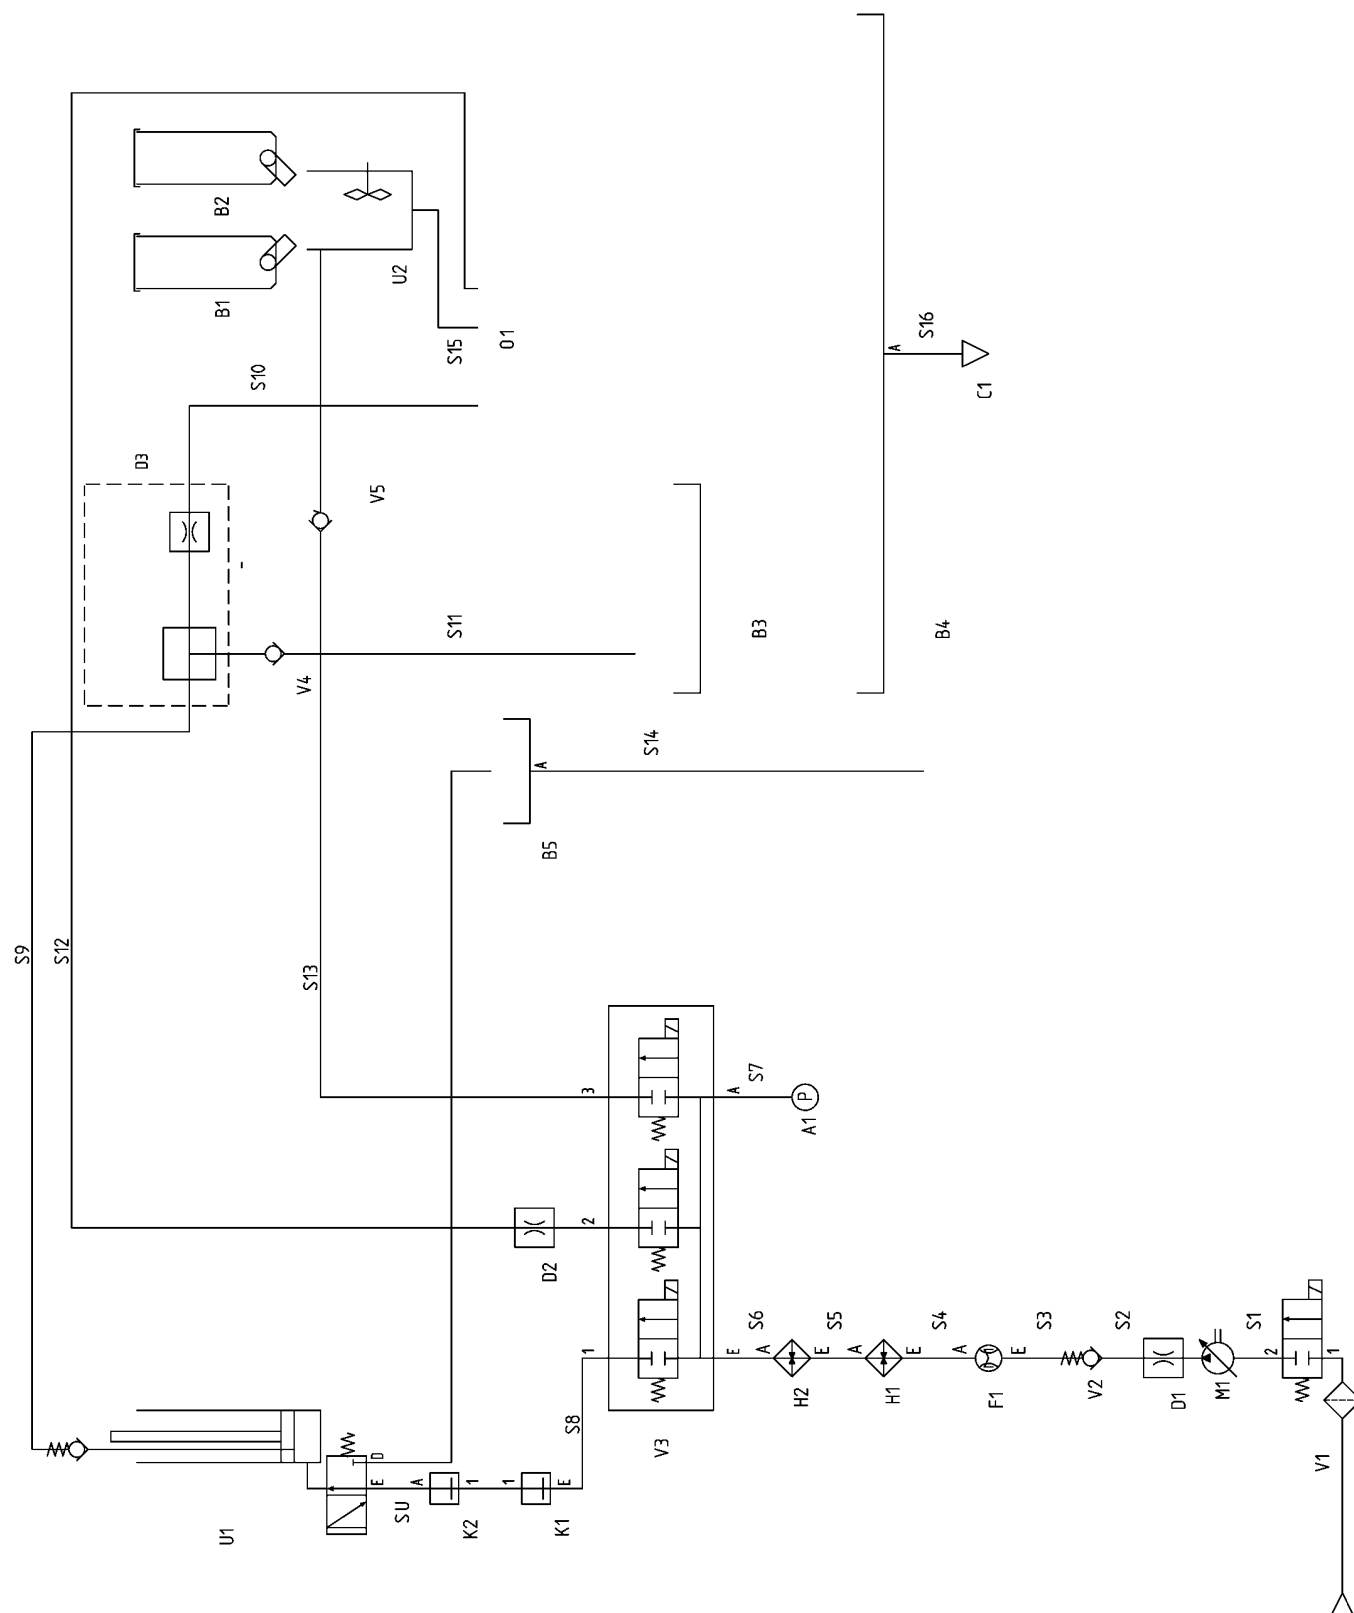 B2
B1
U2
S15
O1
S16
A
C1
S10
D3
V5
S11
V4
B3
B4
S14
A
B5
S9
S12
S13
3
A
S7
P
A1
2
D2
1
E
S6
A
E
S5
A
E
S4
A
E
S3
S2
S1
2
1
H2
H1
F1
V2
D1
M1
V1
S8
V3
D
E
A
1
1
E
SU
K2
K1
U1